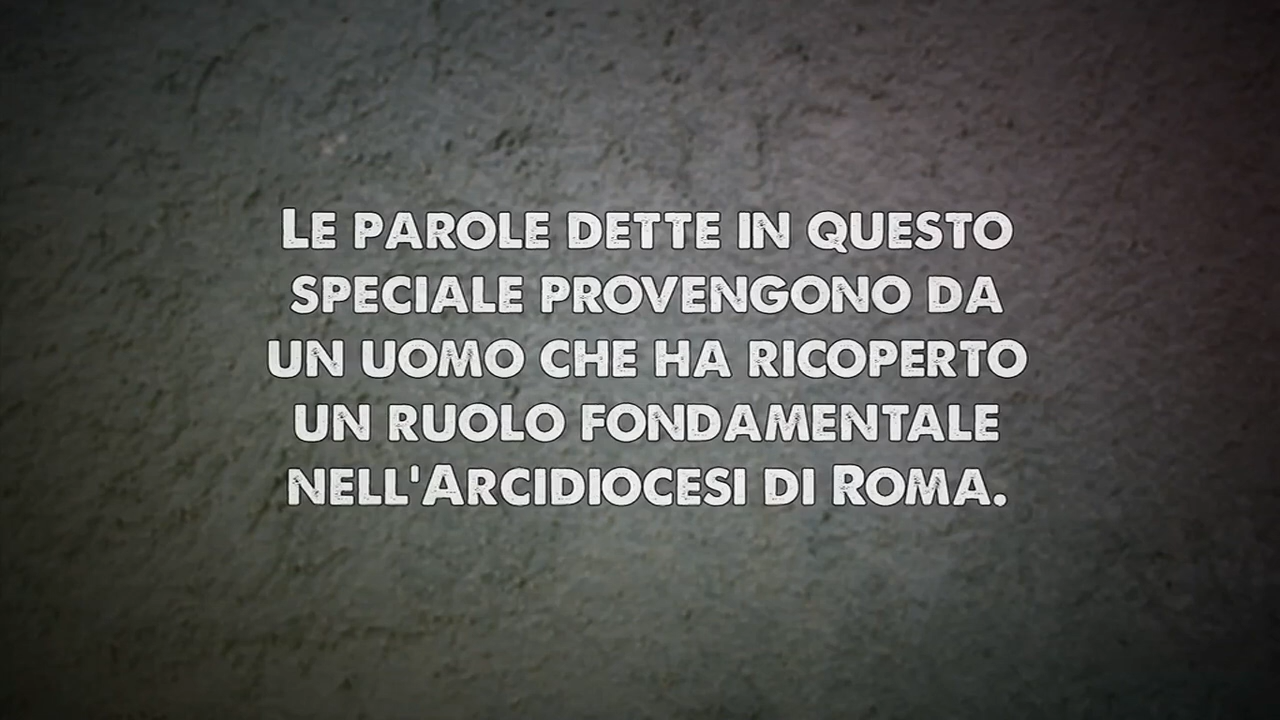 Le parole dette in questo
speciale provengono da
un uomo che ha ricoperto
un ruolo fondamentale
nell'Arcidiocesi di Roma.